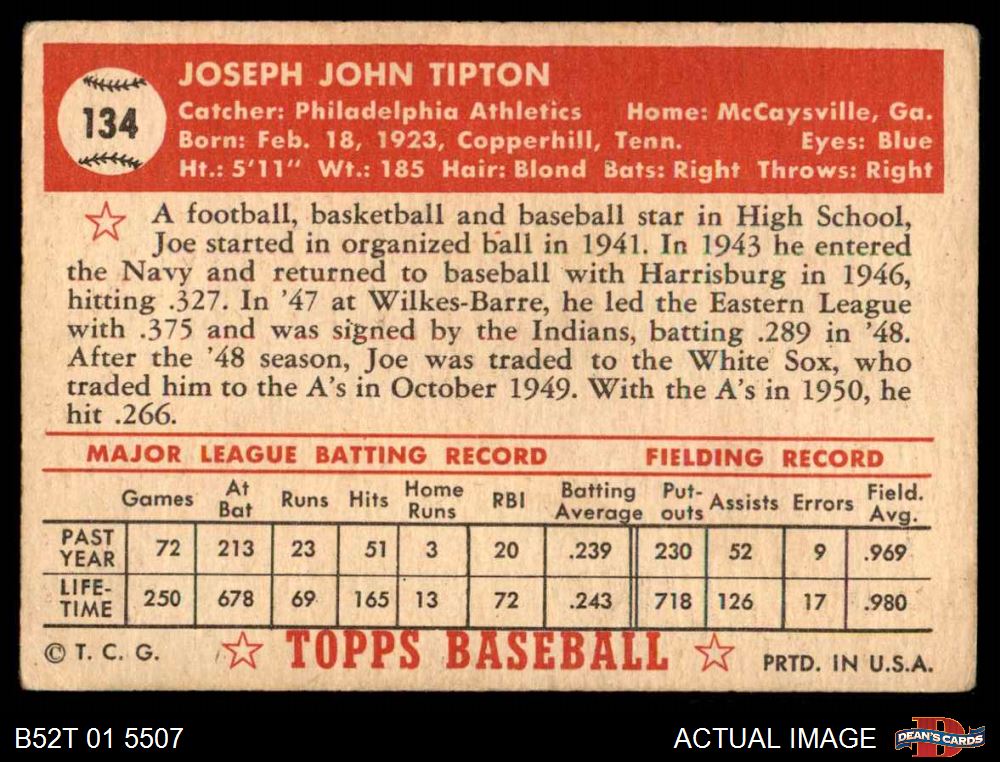 134
JOSEPH JOHN TIPTON
Catcher: Philadelphia Athletics Home: McCaysville, Ga.
Born: Feb. 18, 1923, Copperhill, Tenn. Eyes: Blue
Ht.: 5'11" Wt.: 185 Hair: Blond Bats: Right Throws: Right
A football, basketball and baseball star in High School,
Joe started in organized ball in 1941. In 1943 he entered
the Navy and returned to baseball with Harrisburg in 1946,
hitting .327. In '47 at Wilkes-Barre, he led the Eastern League
with .375 and was signed by the Indians, batting .289 in '48.
After the '48 season, Joe was traded to the White Sox, who
traded him to the A's in October 1949. With the A's in 1950, he
hit .266.
MAJOR LEAGUE BATTING RECORD FIELDING RECORD
Games At Bat Runs Hits Home Runs RBI Batting Average Put-outs Assists Errors Field. Avg.
PAST YEAR 72 213 23 51 3 20 .239 230 52 9 .969
LIFE-TIME 250 678 69 165 13 72 .243 718 126 17 .980
© T. C. G. TOPPS BASEBALL PRTD. IN U.S.A.
B52T 01 5507 ACTUAL IMAGE DEAN'S CARDS